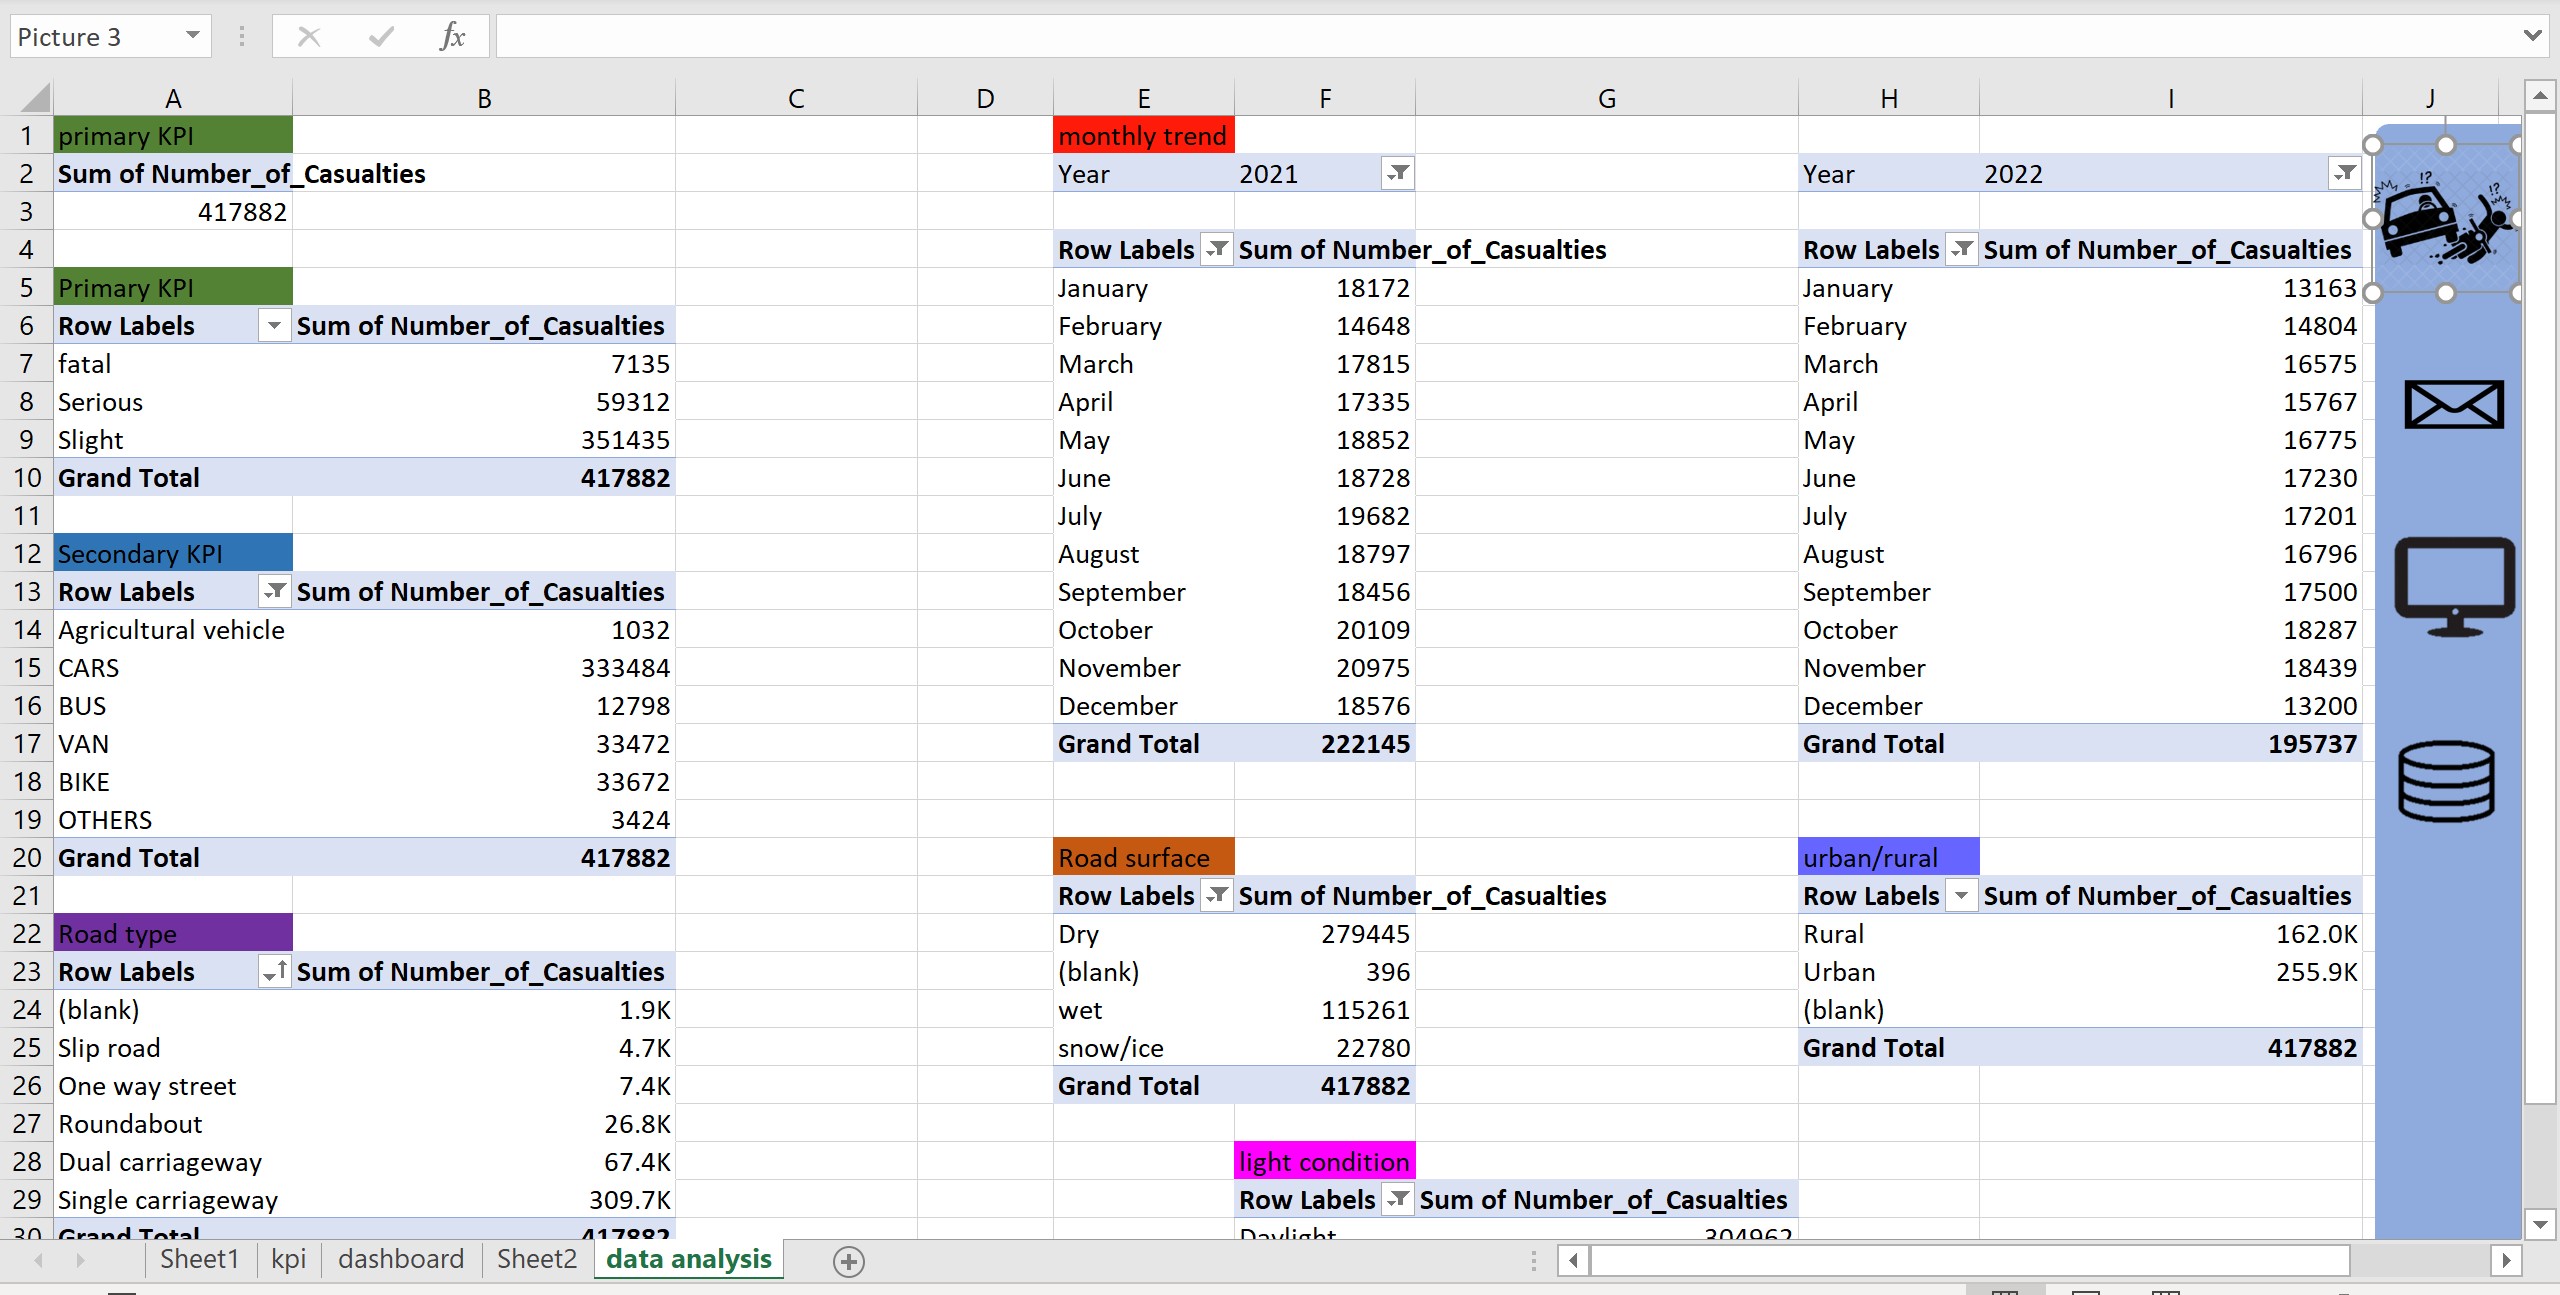 Picture 3 fx
A B C D E F G H I J
1 primary KPI monthly trend
2 Sum of Number_of_Casualties Year 2021 Year 2022
3 417882
4 Row Labels Sum of Number_of_Casualties Row Labels Sum of Number_of_Casualties
5 Primary KPI January 18172 January 13163
6 Row Labels Sum of Number_of_Casualties February 14648 February 14804
7 fatal 7135 March 17815 March 16575
8 Serious 59312 April 17335 April 15767
9 Slight 351435 May 18852 May 16775
10 Grand Total 417882 June 18728 June 17230
11 July 19682 July 17201
12 Secondary KPI August 18797 August 16796
13 Row Labels Sum of Number_of_Casualties September 18456 September 17500
14 Agricultural vehicle 1032 October 20109 October 18287
15 CARS 333484 November 20975 November 18439
16 BUS 12798 December 18576 December 13200
17 VAN 33472 Grand Total 222145 Grand Total 195737
18 BIKE 33672
19 OTHERS 3424
20 Grand Total 417882 Road surface urban/rural
21 Row Labels Sum of Number_of_Casualties Row Labels Sum of Number_of_Casualties
22 Road type Dry 279445 Rural 162.0K
23 Row Labels Sum of Number_of_Casualties (blank) 396 Urban 255.9K
24 (blank) 1.9K wet 115261 (blank)
25 Slip road 4.7K snow/ice 22780 Grand Total 417882
26 One way street 7.4K Grand Total 417882
27 Roundabout 26.8K
28 Dual carriageway 67.4K light condition
29 Single carriageway 309.7K Row Labels Sum of Number_of_Casualties
30 Grand Total 417882 Daylight 304962
Sheet1 kpi dashboard Sheet2 data analysis
!? !?